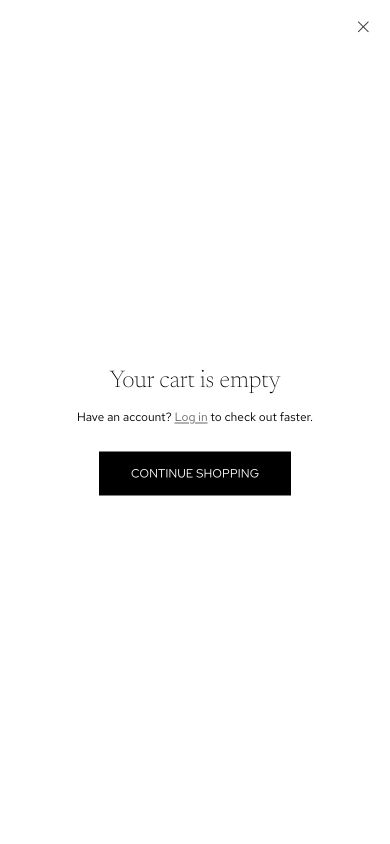 Your cart is empty
Have an account? Log in to check out faster.
CONTINUE SHOPPING